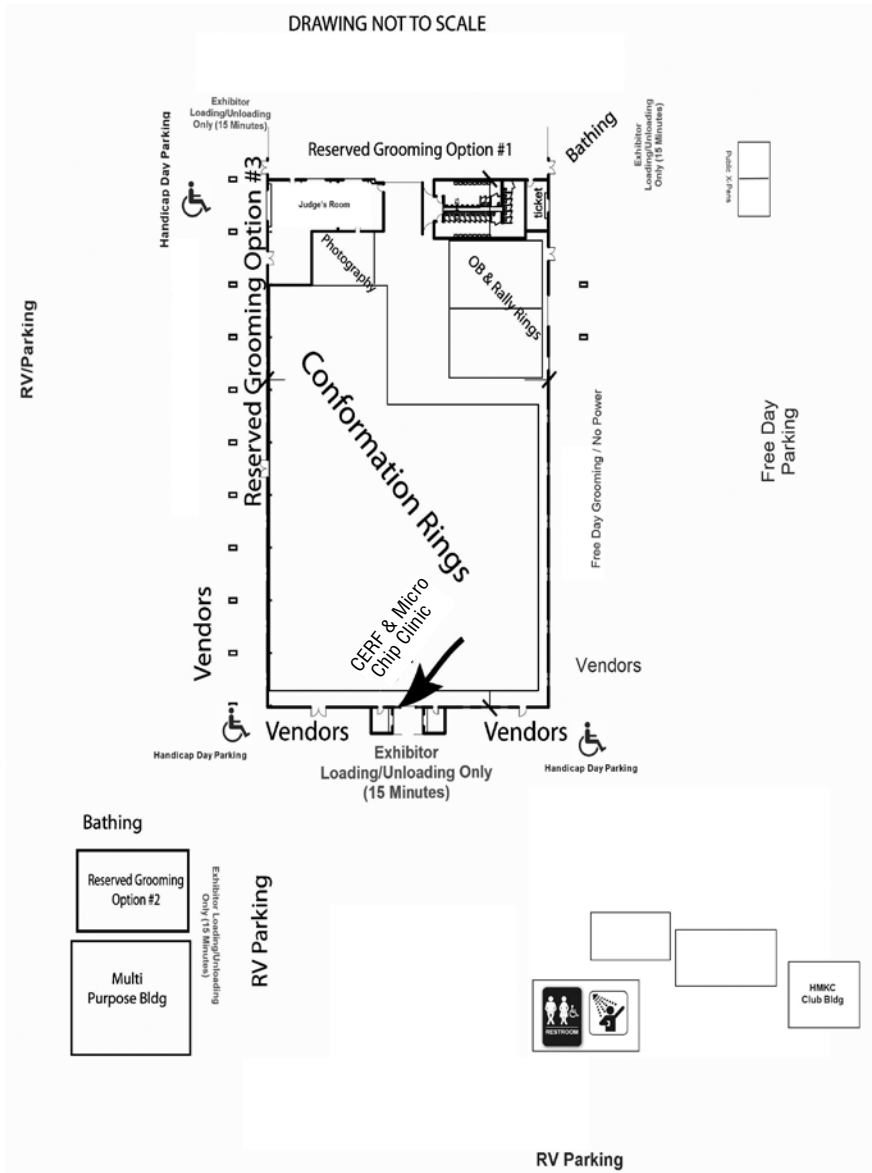 DRAWING NOT TO SCALE
Exhibitor
Loading/Unloading
Only (15 Minutes)
Handicap Day Parking
Reserved Grooming Option #1
Bathing
Exhibitor
Loading/Unloading
Only (15 Minutes)
Public X-Pens
Reserved Grooming Option #3
Judge's Room
ticket
Photography
OB & Rally Rings
RV/Parking
Conformation Rings
Free Day Grooming / No Power
Free Day
Parking
CERF & Micro
Chip Clinic
Vendors
Vendors
Handicap Day Parking
Vendors
Vendors
Exhibitor
Loading/Unloading Only
(15 Minutes)
Handicap Day Parking
Bathing
Reserved Grooming
Option #2
Exhibitor Loading/Unloading
Only (15 Minutes)
RV Parking
Multi
Purpose Bldg
RESTROOM
HMKC
Club Bldg
RV Parking